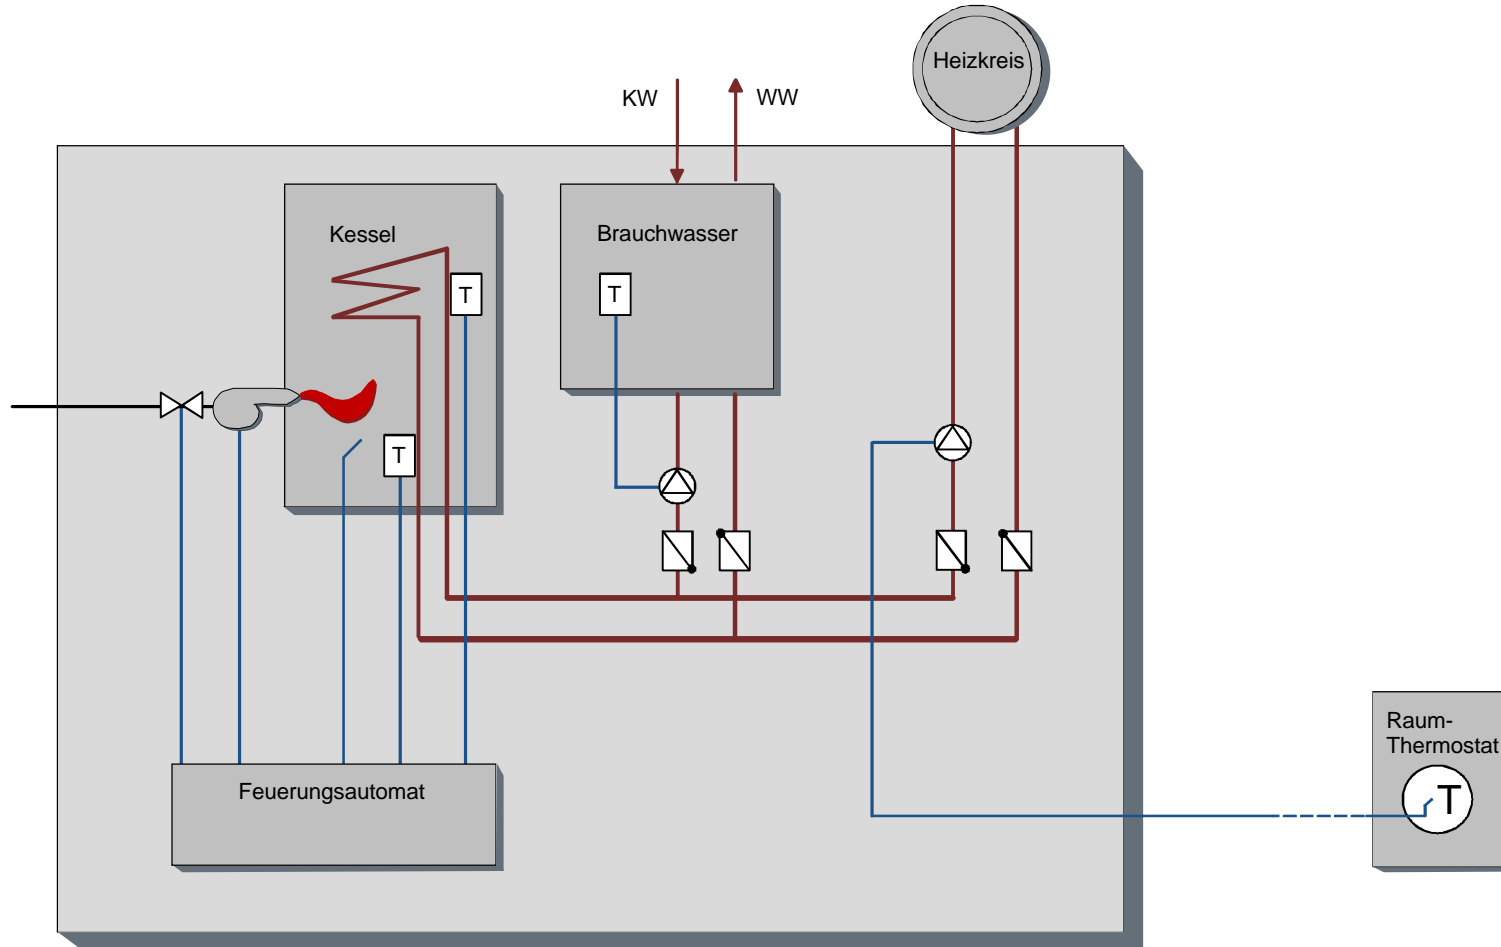 Heizkreis
KW
WW
Kessel
Brauchwasser
T
T
T
Feuerungsautomat
Raum-
Thermostat
T